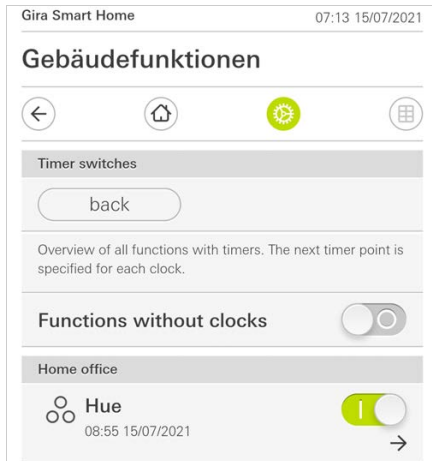 Gira Smart Home 07:13 15/07/2021
Gebäudefunktionen
Timer switches
back
Overview of all functions with timers. The next timer point is
specified for each clock.
Functions without clocks
Home office
Hue
08:55 15/07/2021